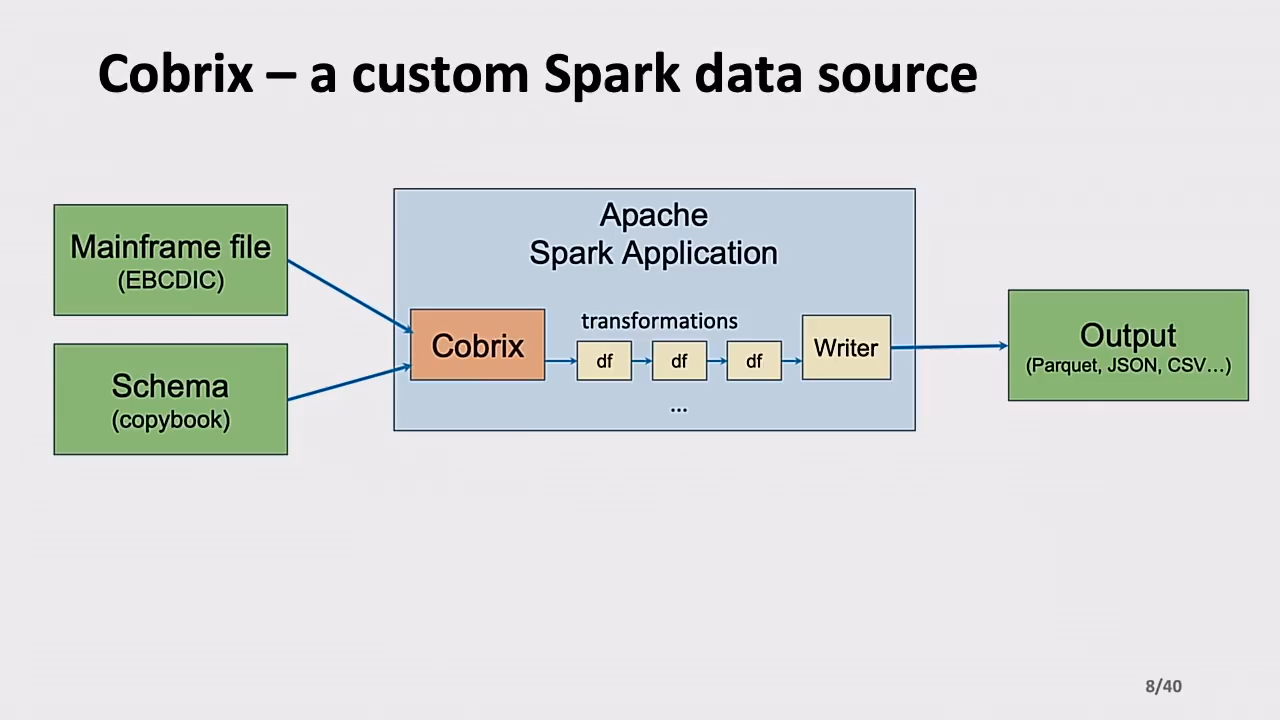 Cobrix – a custom Spark data source
Mainframe file
(EBCDIC)
Schema
(copybook)
Apache
Spark Application
Cobrix
transformations
df
df
df
...
Writer
Output
(Parquet, JSON, CSV...)
8/40